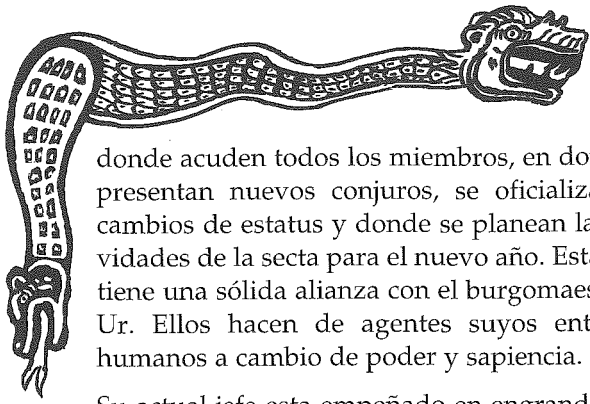 donde acuden todos los miembros, en do
presentan nuevos conjuros, se oficializa
cambios de estatus y donde se planean la
vidades de la secta para el nuevo año. Esta
tiene una sólida alianza con el burgomaes
Ur. Ellos hacen de agentes suyos ent
humanos a cambio de poder y sapiencia.
Su actual jefe esta empeñado en engrand